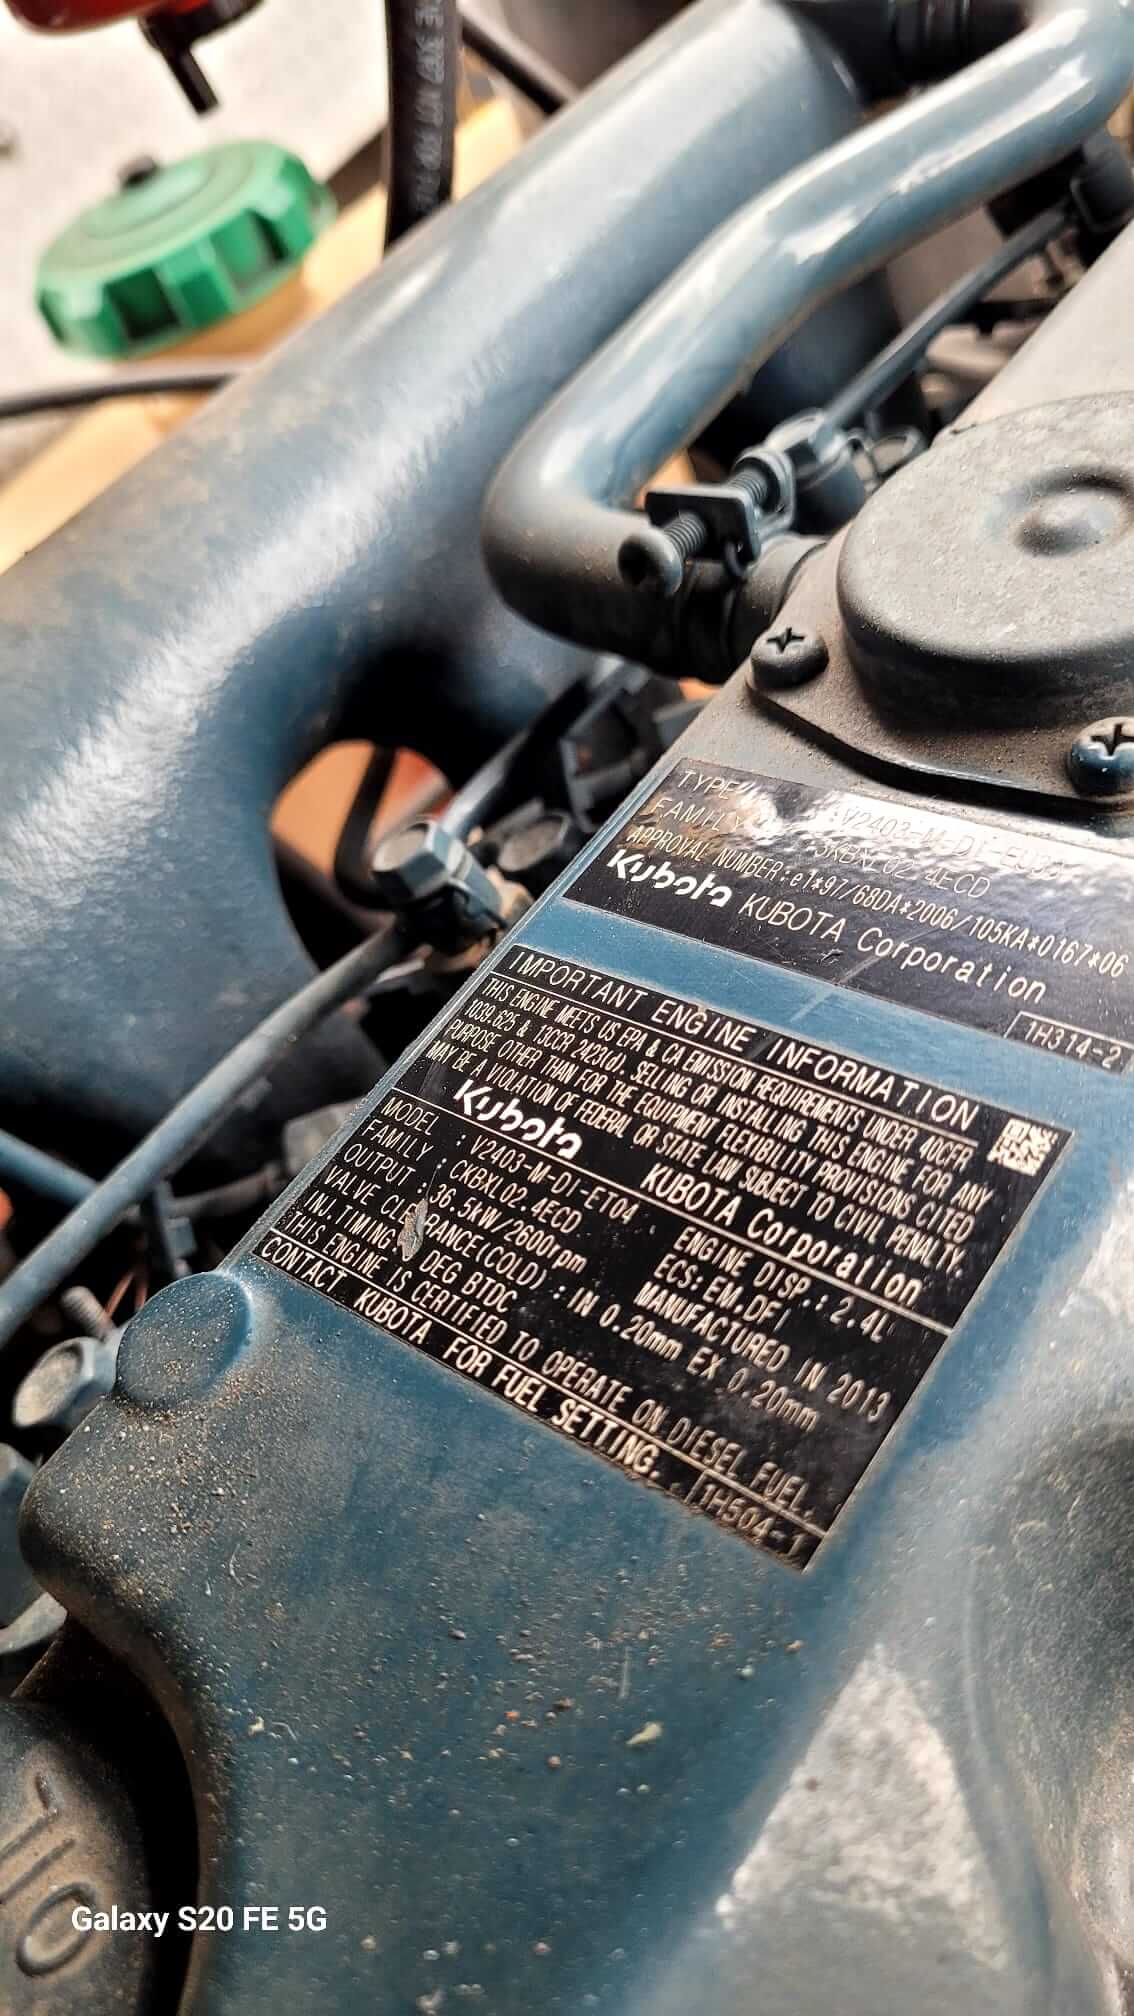 TYPE :V2403-M-DI-EU
FAMILY
APPROVAL NUMBER:e1*97/68DA*2006/105KA*0167*06
Kubota KUBOTA Corporation
1H314-2
IMPORTANT ENGINE INFORMATION
THIS ENGINE MEETS US EPA & CA EMISSION REQUIREMENTS UNDER 40CFR
1039.625 & 13CCR 2423(d). SELLING OR INSTALLING THIS ENGINE FOR ANY
PURPOSE OTHER THAN FOR THE EQUIPMENT FLEXIBILITY PROVISIONS CITED
MAY BE A VIOLATION OF FEDERAL OR STATE LAW SUBJECT TO CIVIL PENALTY.
Kubota KUBOTA Corporation
MODEL : V2403-M-DI-ET04 ENGINE DISP.: 2.4L
FAMILY : CKBXL02.4ECD ECS: EM,DFI
OUTPUT : 36.5kW/2600rpm MANUFACTURED IN 2013
VALVE CLEARANCE(COLD) : IN 0.20mm EX 0.20mm
INJ.TIMING DEG BTDC
THIS ENGINE IS CERTIFIED TO OPERATE ON DIESEL FUEL.
CONTACT KUBOTA FOR FUEL SETTING. 1H504-1
OIL
Galaxy S20 FE 5G